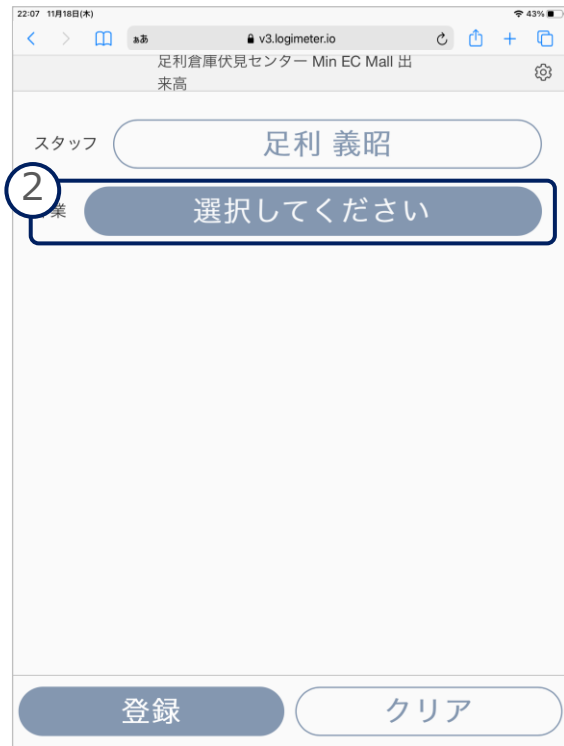 22:07 11月18日(木) 43%
ぁあ v3.logimeter.io
足利倉庫伏見センター Min EC Mall 出
来高
スタッフ 足利 義昭
2
業 選択してください
登録 クリア